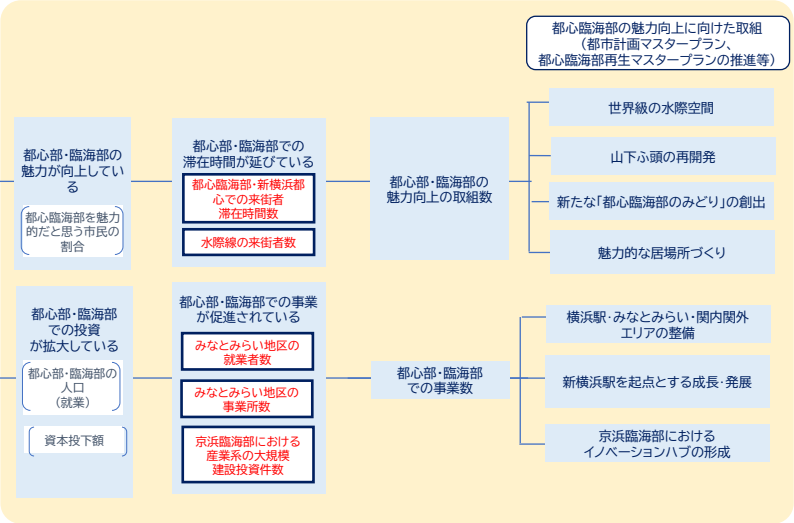 都心臨海部の魅力向上に向けた取組
（都市計画マスタープラン、
都心臨海部再生マスタープランの推進等）
都心部・臨海部の
魅力が向上してい
る
都心臨海部を魅力
的だと思う市民の
割合
都心部・臨海部での
滞在時間が延びている
都心臨海部・新横浜都
心での来街者
滞在時間数
水際線の来街者数
都心部・臨海部の
魅力向上の取組数
世界級の水際空間
山下ふ頭の再開発
新たな「都心臨海部のみどり」の創出
魅力的な居場所づくり
都心部・臨海部
での投資
が拡大している
都心部・臨海部の
人口
（就業）
資本投下額
都心部・臨海部での事業
が促進されている
みなとみらい地区の
就業者数
みなとみらい地区の
事業所数
京浜臨海部における
産業系の大規模
建設投資件数
都心部・臨海部
での事業数
横浜駅・みなとみらい・関内関外
エリアの整備
新横浜駅を起点とする成長・発展
京浜臨海部における
イノベーションハブの形成